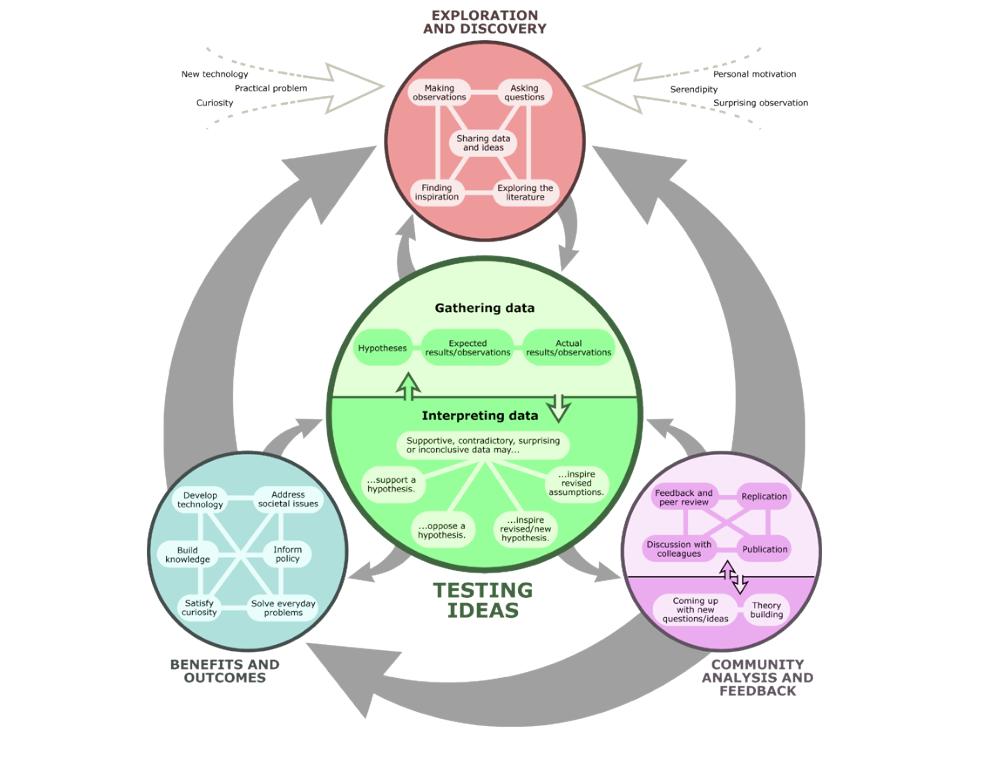 EXPLORATION
AND DISCOVERY
New technology
Practical problem
Curiosity
Personal motivation
Serendipity
Surprising observation
Making
observations
Asking
questions
Sharing data
and ideas
Finding
inspiration
Exploring the
literature
Gathering data
Hypotheses
Expected
results/observations
Actual
results/observations
Interpreting data
Supportive, contradictory, surprising
or inconclusive data may...
...support a
hypothesis.
...oppose a
hypothesis.
...inspire
revised/new
hypothesis.
...inspire
revised
assumptions.
TESTING
IDEAS
Develop
technology
Address
societal issues
Build
knowledge
Inform
policy
Satisfy
curiosity
Solve everyday
problems
BENEFITS AND
OUTCOMES
Feedback and
peer review
Replication
Discussion with
colleagues
Publication
Coming up
with new
questions/ideas
Theory
building
COMMUNITY
ANALYSIS AND
FEEDBACK